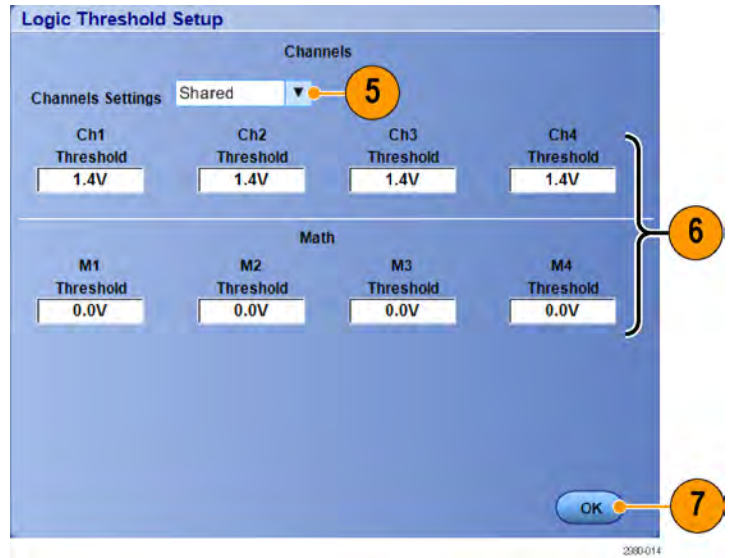 Logic Threshold Setup
Channels
Channels Settings Shared 5
Ch1 Ch2 Ch3 Ch4
Threshold Threshold Threshold Threshold
1.4V 1.4V 1.4V 1.4V
6
Math
M1 M2 M3 M4
Threshold Threshold Threshold Threshold
0.0V 0.0V 0.0V 0.0V
OK 7
2980-014